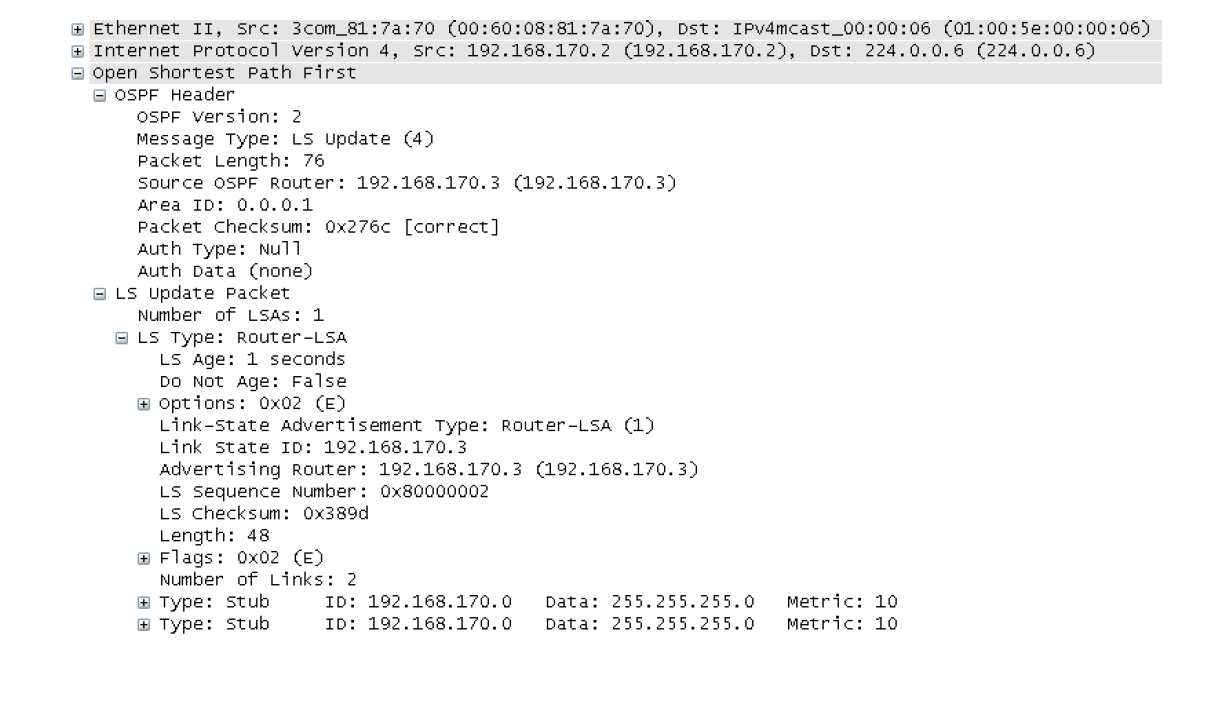 Ethernet II, Src: 3com_81:7a:70 (00:60:08:81:7a:70), Dst: IPv4mcast_00:00:06 (01:00:5e:00:00:06)
Internet Protocol Version 4, Src: 192.168.170.2 (192.168.170.2), Dst: 224.0.0.6 (224.0.0.6)
Open Shortest Path First
OSPF Header
OSPF Version: 2
Message Type: LS Update (4)
Packet Length: 76
Source OSPF Router: 192.168.170.3 (192.168.170.3)
Area ID: 0.0.0.1
Packet Checksum: 0x276c [correct]
Auth Type: Null
Auth Data (none)
LS Update Packet
Number of LSAs: 1
LS Type: Router-LSA
LS Age: 1 seconds
Do Not Age: False
Options: 0x02 (E)
Link-State Advertisement Type: Router-LSA (1)
Link State ID: 192.168.170.3
Advertising Router: 192.168.170.3 (192.168.170.3)
LS Sequence Number: 0x80000002
LS Checksum: 0x389d
Length: 48
Flags: 0x02 (E)
Number of Links: 2
Type: Stub ID: 192.168.170.0 Data: 255.255.255.0 Metric: 10
Type: Stub ID: 192.168.170.0 Data: 255.255.255.0 Metric: 10